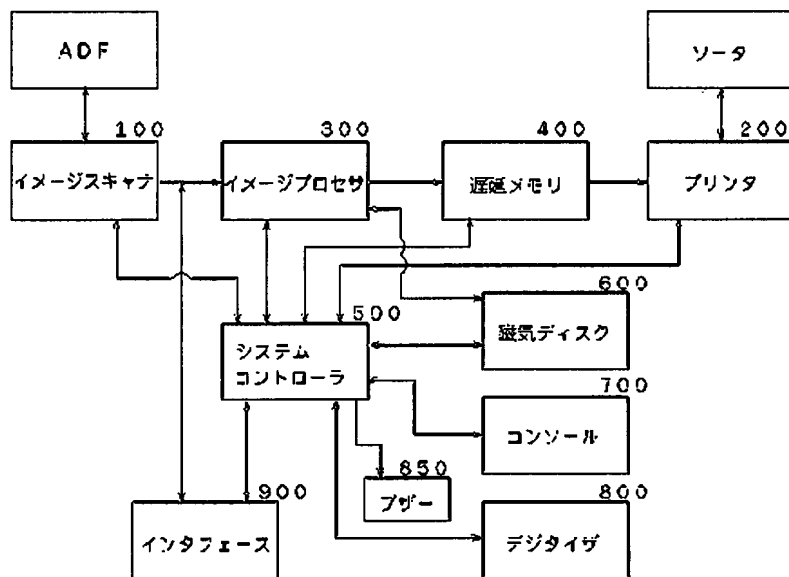 ADF
ソータ
100
300
400
200
イメージスキャナ
イメージプロセサ
遅延メモリ
プリンタ
600
500
磁気ディスク
システム
コントローラ
700
コンソール
850
900
800
ブザー
インタフェース
デジタイザ